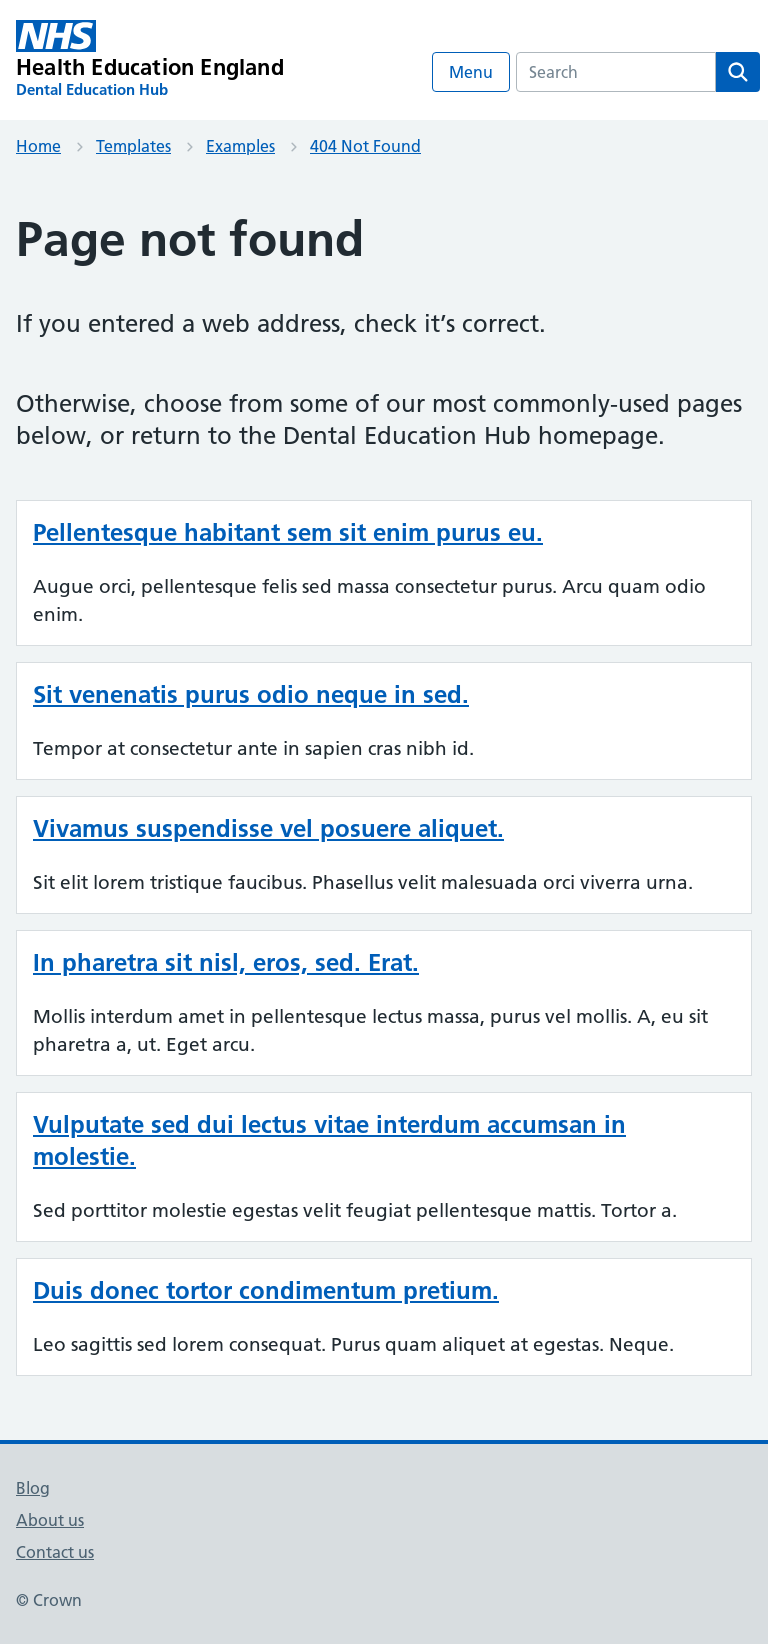 NHS
Health Education England
Dental Education Hub
Menu
Search
Home
Templates
Examples
404 Not Found
Page not found
If you entered a web address, check it’s correct.
Otherwise, choose from some of our most commonly-used pages
below, or return to the Dental Education Hub homepage.
Pellentesque habitant sem sit enim purus eu.
Augue orci, pellentesque felis sed massa consectetur purus. Arcu quam odio
enim.
Sit venenatis purus odio neque in sed.
Tempor at consectetur ante in sapien cras nibh id.
Vivamus suspendisse vel posuere aliquet.
Sit elit lorem tristique faucibus. Phasellus velit malesuada orci viverra urna.
In pharetra sit nisl, eros, sed. Erat.
Mollis interdum amet in pellentesque lectus massa, purus vel mollis. A, eu sit
pharetra a, ut. Eget arcu.
Vulputate sed dui lectus vitae interdum accumsan in
molestie.
Sed porttitor molestie egestas velit feugiat pellentesque mattis. Tortor a.
Duis donec tortor condimentum pretium.
Leo sagittis sed lorem consequat. Purus quam aliquet at egestas. Neque.
Blog
About us
Contact us
© Crown